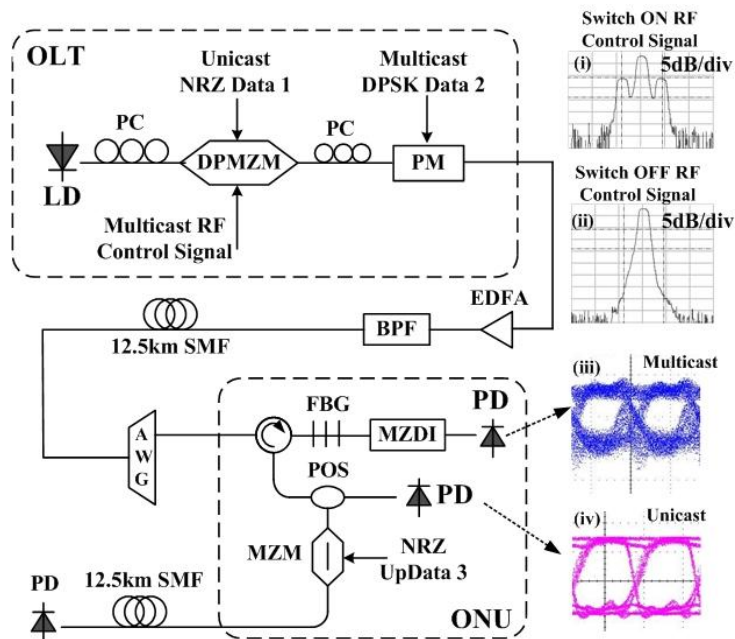 OLT
Unicast
NRZ Data 1
Multicast
DPSK Data 2
PC
PC
DPMZM
PM
LD
Multicast RF
Control Signal
Switch ON RF
Control Signal
(i)
5dB/div
Switch OFF RF
Control Signal
(ii)
5dB/div
EDFA
BPF
12.5km SMF
AWG
FBG
MZDI
PD
POS
PD
MZM
NRZ
UpData 3
PD
12.5km SMF
ONU
(iii)
Multicast
(iv)
Unicast